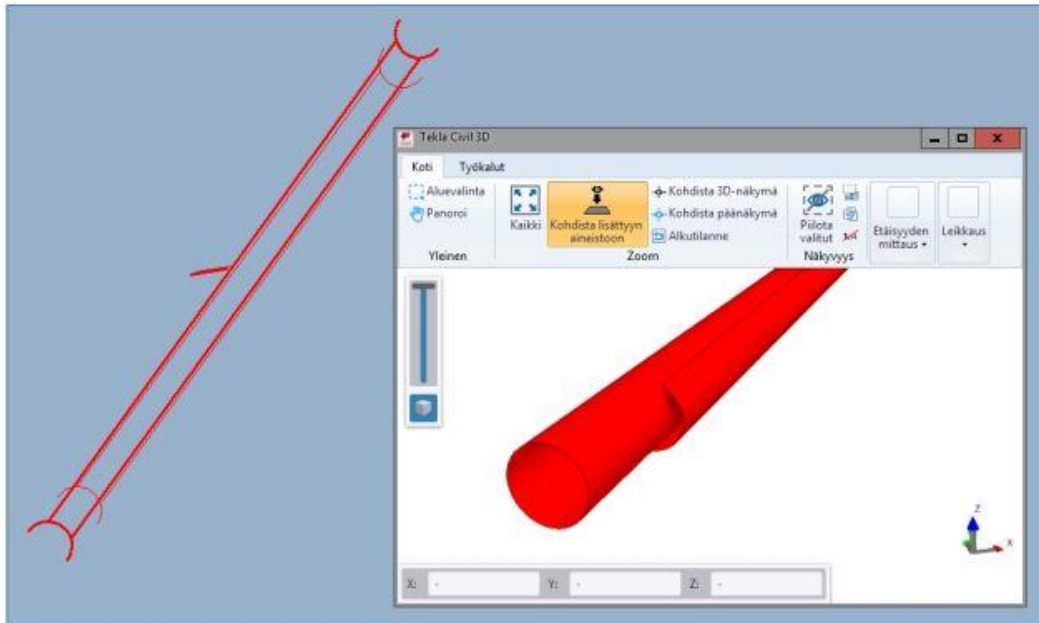 Tekla Civil 3D
Koti Työkalut
Aluevalinta
Panoroi
Yleinen
Kaikki
Kohdista lisättyyn
aineistoon
Kohdista 3D-näkymä
Kohdista päänäkymä
Alkutilanne
Zoom
Piilota
valitut
Näkyvyys
Etäisyyden
mittaus
Leikkaus
Z
X
X: - Y: - Z: -